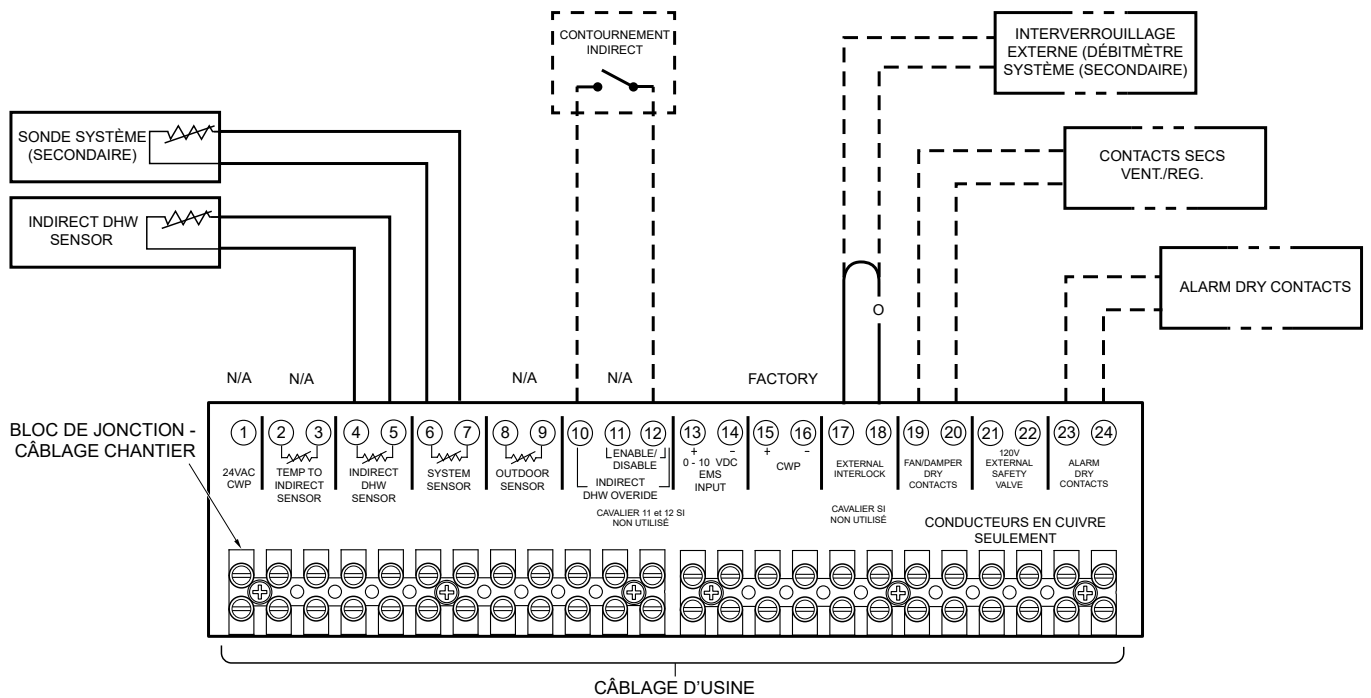 CONTOURNEMENT
INDIRECT
INTERVERROUILLAGE
EXTERNE (DÉBITMÈTRE
SYSTÈME (SECONDAIRE)
SONDE SYSTÈME
(SECONDAIRE)
CONTACTS SECS
VENT./REG.
INDIRECT DHW
SENSOR
ALARM DRY CONTACTS
O
N/A
N/A
N/A
N/A
FACTORY
BLOC DE JONCTION -
CÂBLAGE CHANTIER
1 2 3 4 5 6 7 8 9 10 11 12 13 14 15 16 17 18 19 20 21 22 23 24
24VAC
CWP
TEMP TO
INDIRECT
SENSOR
INDIRECT
DHW
SENSOR
SYSTEM
SENSOR
OUTDOOR
SENSOR
ENABLE/
DISABLE
INDIRECT
DHW OVERIDE
CAVALIER 11 et 12 SI
NON UTILISÉ
+ –
0 - 10 VDC
EMS
INPUT
+ –
CWP
EXTERNAL
INTERLOCK
CAVALIER SI
NON UTILISÉ
FAN/DAMPER
DRY
CONTACTS
120V
EXTERNAL
SAFETY
VALVE
ALARM
DRY
CONTACTS
CONDUCTEURS EN CUIVRE
SEULEMENT
CÂBLAGE D'USINE